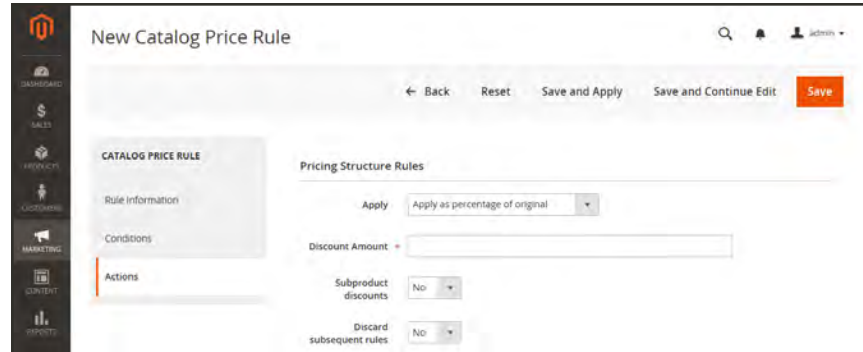 New Catalog Price Rule
admin
DASHBOARD
← Back Reset Save and Apply Save and Continue Edit Save
SALES
CATALOG PRICE RULE
Pricing Structure Rules
PRODUCTS
Rule Information
Apply Apply as percentage of original
CUSTOMERS
Conditions
MARKETING
Discount Amount *
Actions
Subproduct
discounts No
CONTENT
Discard
subsequent rules No
REPORTS